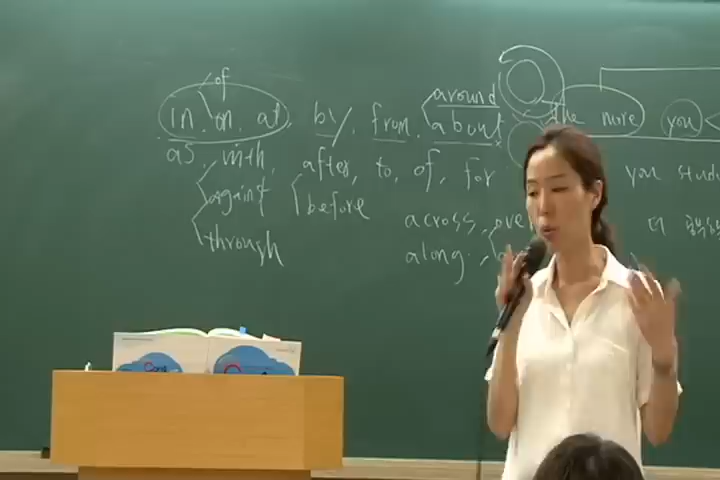 of
around
in, on, at, by, from, about, the more you
as, with, after, to, of, for you stud
against before
across, ove
through along. ,
더